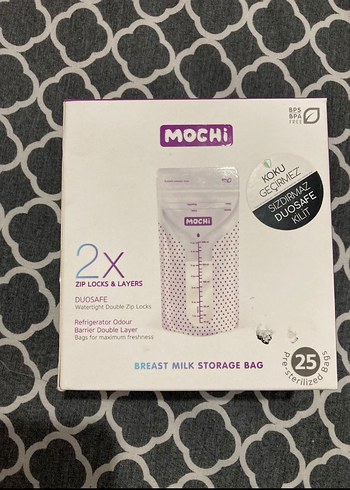 BPS
BPA
FREE
MOCHi
KOKU
GEÇİRMEZ
SIZDIRMAZ
DUOSAFE
KİLİT
MOCHi
2X
ZIP LOCKS & LAYERS
DUOSAFE
Watertight Double Zip Locks
Refrigerator Odour
Barrier Double Layer
Bags for maximum freshness
BREAST MILK STORAGE BAG
25
Pre-sterilized Bags